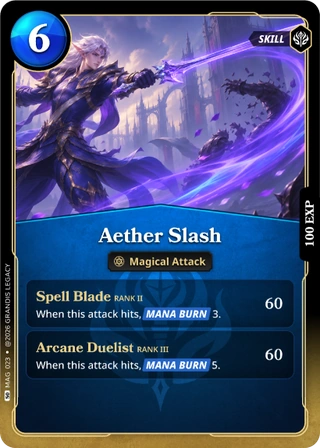 6
SKILL
Aether Slash
Magical Attack
Spell Blade RANK II
When this attack hits, MANA BURN 3.
60
Arcane Duelist RANK III
When this attack hits, MANA BURN 5.
60
100 EXP
MAG 023 • @2026 GRANDIS LEGACY